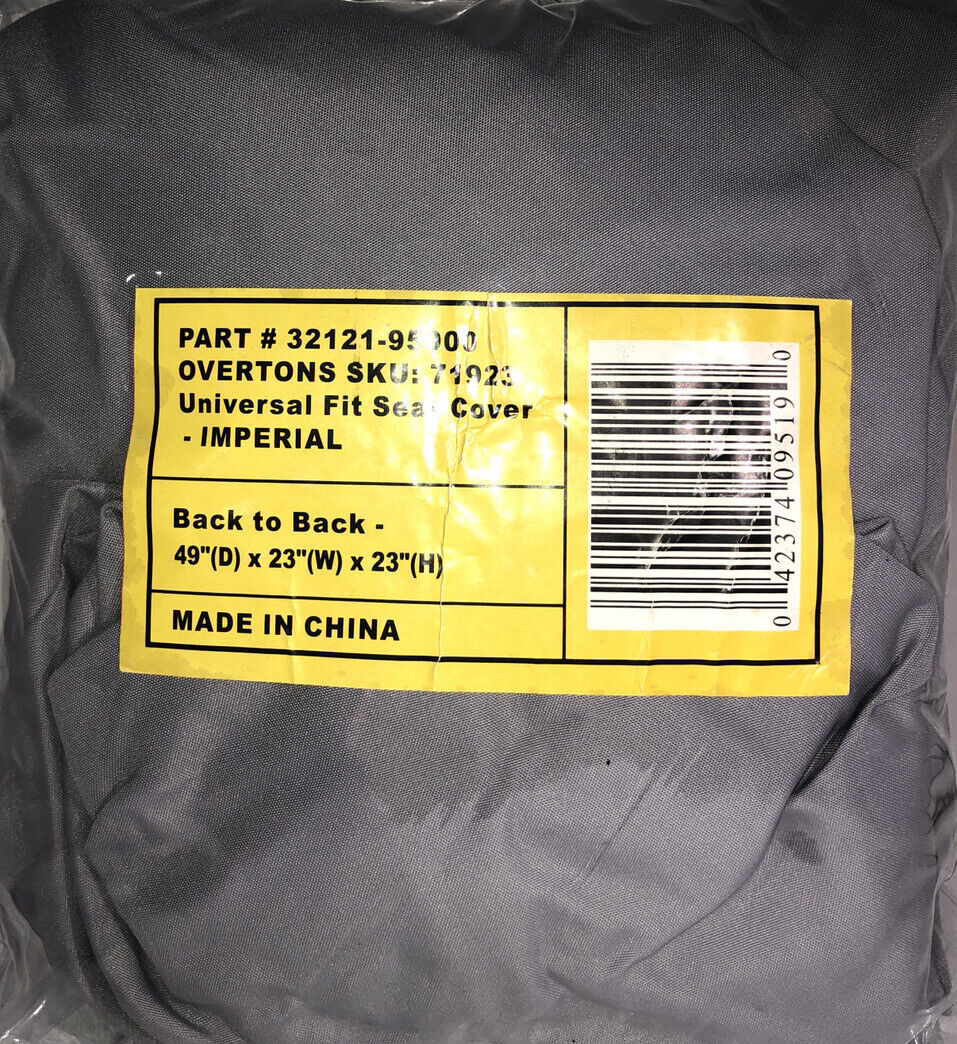 PART # 32121-95000
OVERTONS SKU: 71923
Universal Fit Seat Cover
- IMPERIAL
Back to Back -
49"(D) x 23"(W) x 23"(H)
MADE IN CHINA
0 42374 09519 0